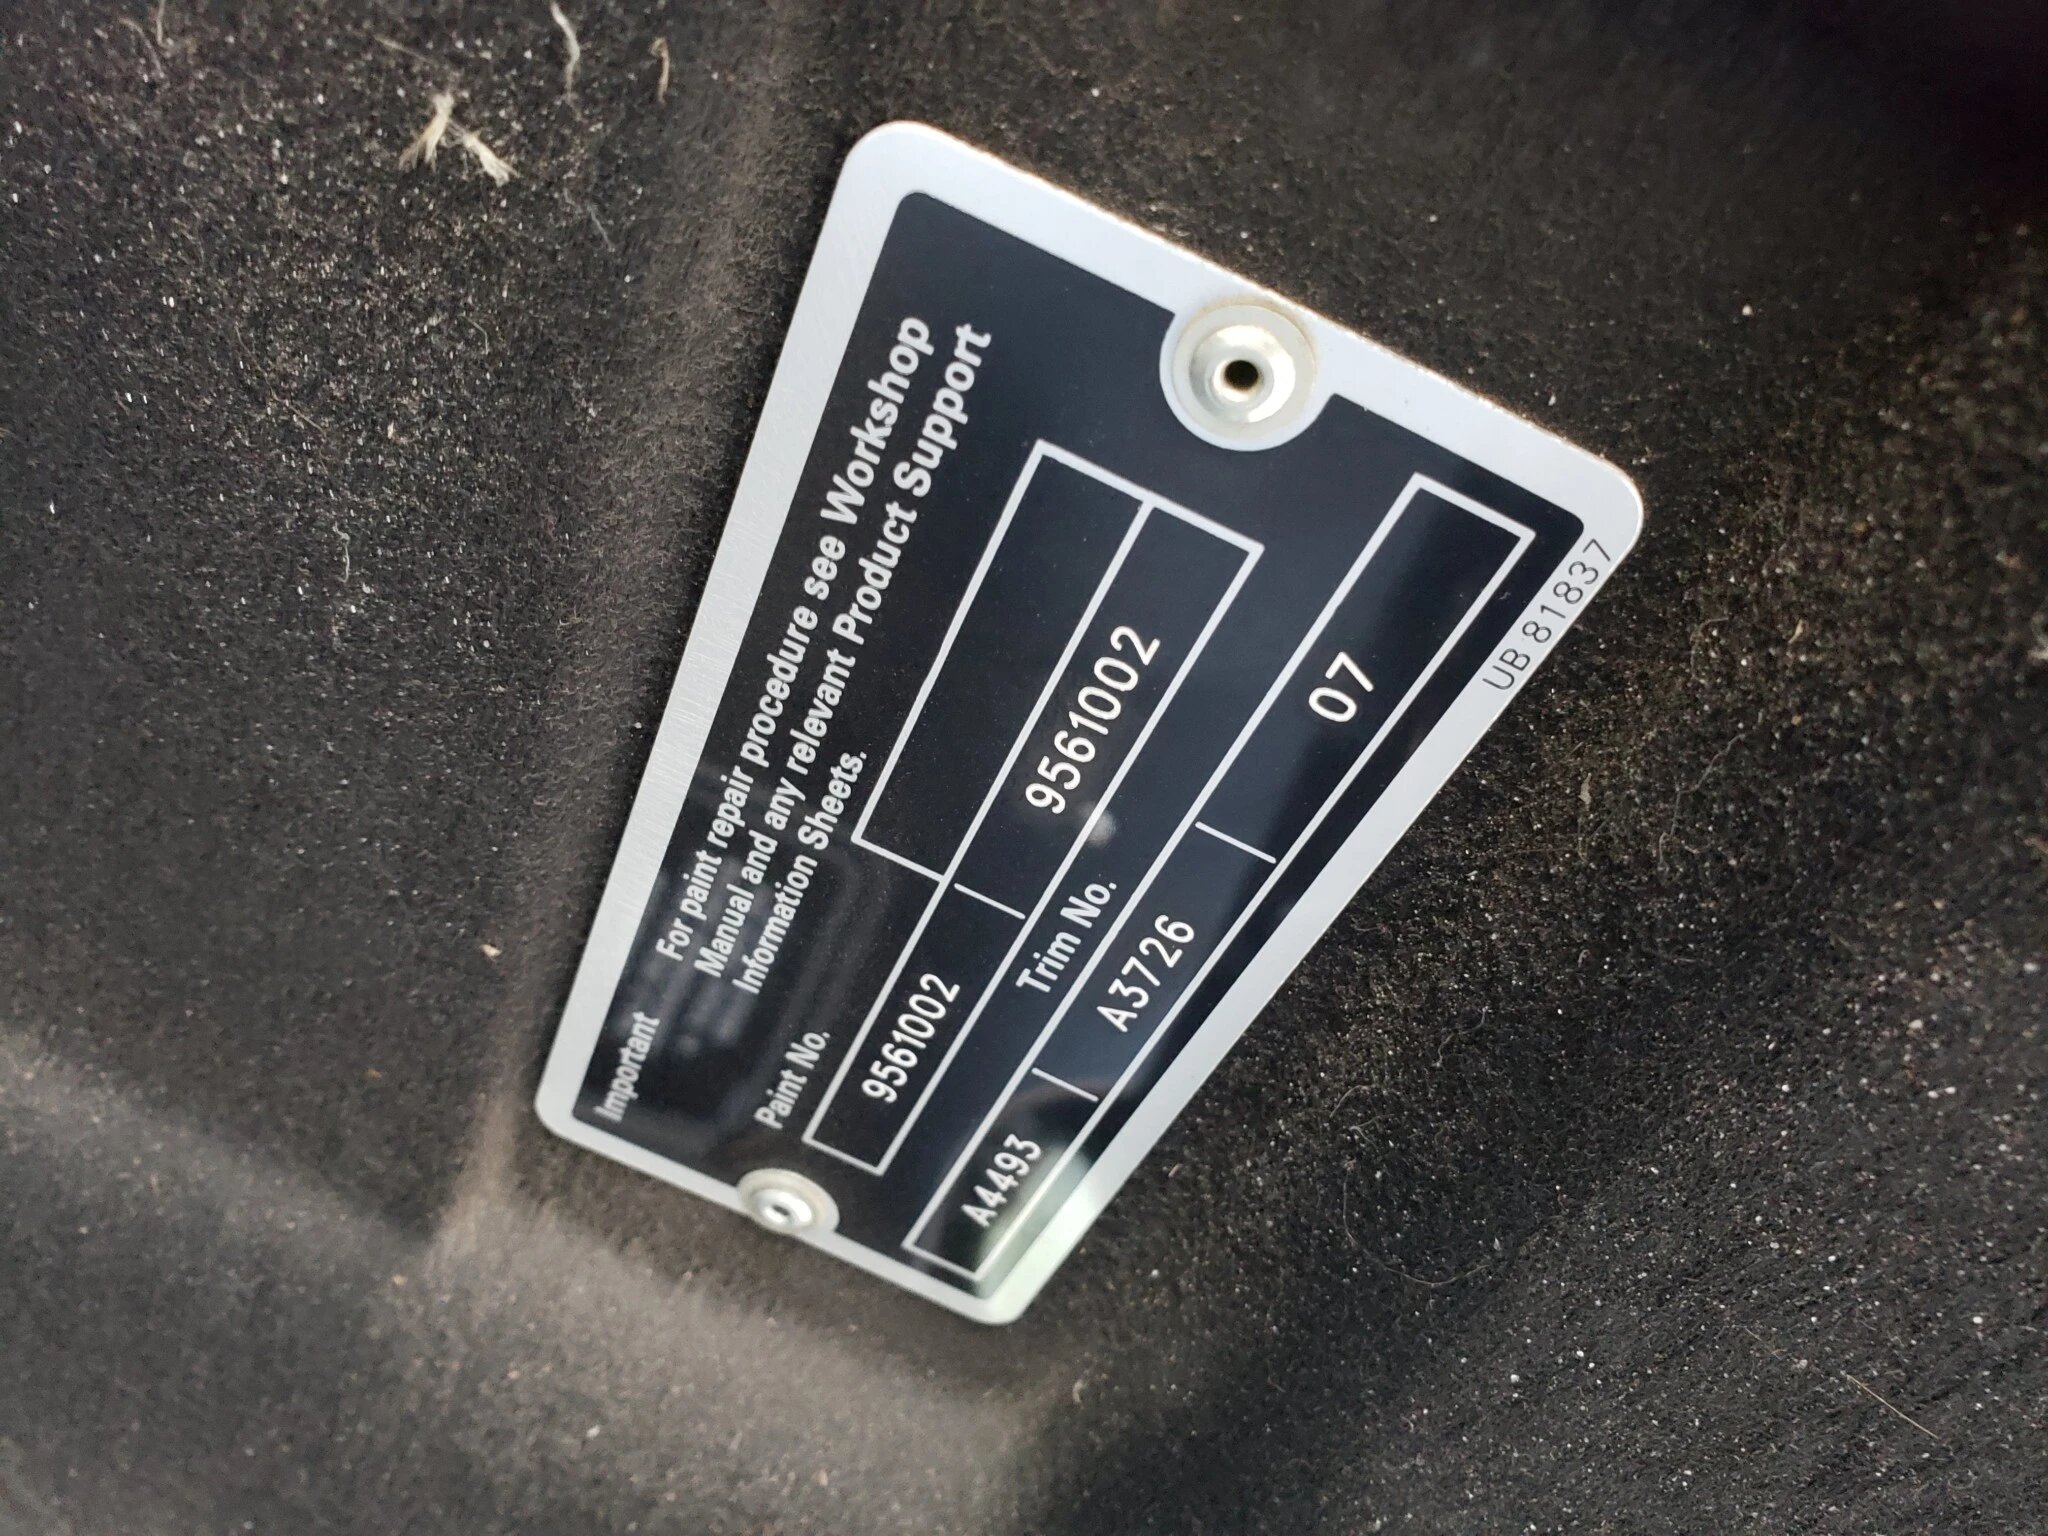 Important
For paint repair procedure see Workshop
Manual and any relevant Product Support
Information Sheets.
Paint No.
9561002 9561002
Trim No.
A4493 A3726 07
UB 81837